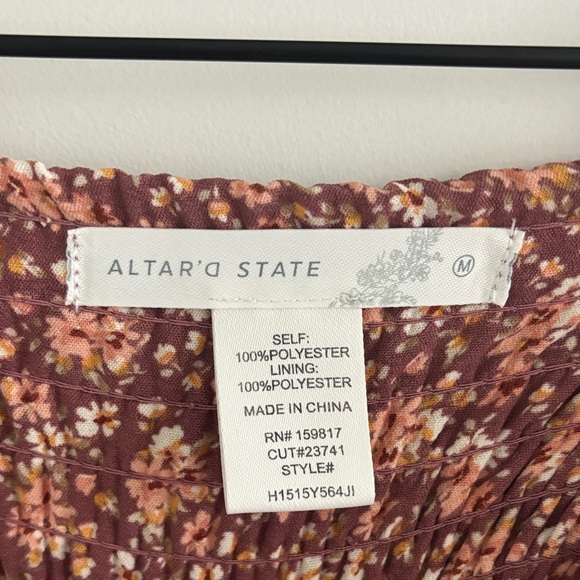 ALTAR'D STATE
M
SELF:
100%POLYESTER
LINING:
100%POLYESTER
MADE IN CHINA
RN# 159817
CUT#23741
STYLE#
H1515Y564JI